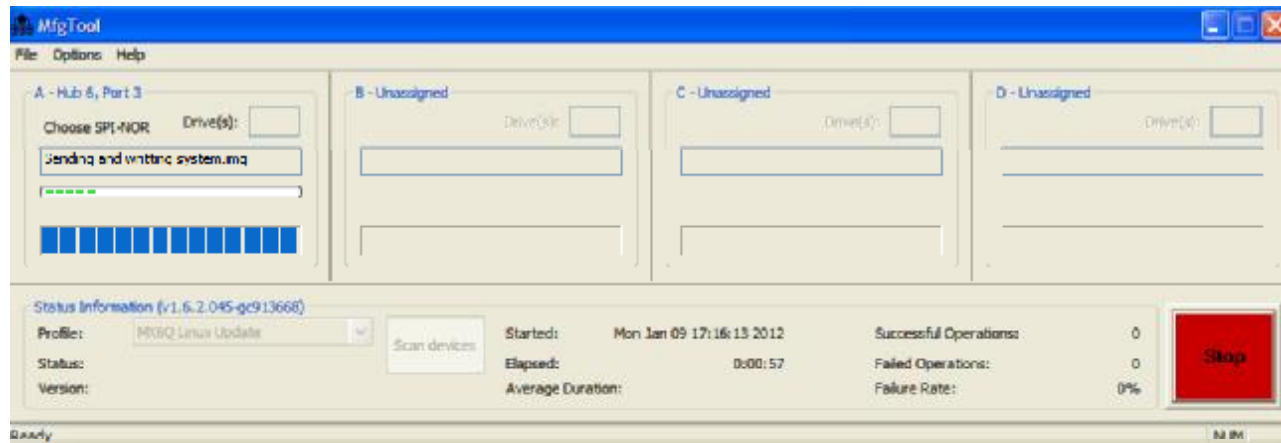 MfgTool
File Options Help
A - Hub 6, Port 3
Choose SPI-NOR Drive(s):
Sending and writting system.img
B - Unassigned
Drive(s):
C - Unassigned
Drive(s):
D - Unassigned
Drive(s):
Status Information (v1.6.2.045-gc913668)
Profile: MX6Q Linux Update
Scan devices
Status:
Version:
Started: Mon Jan 09 17:16:13 2012
Elapsed: 0:00:57
Average Duration:
Successful Operations: 0
Failed Operations: 0
Failure Rate: 0%
Stop
Ready NUM